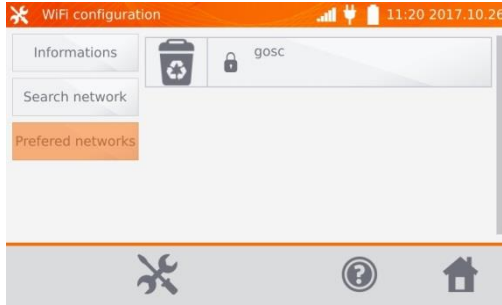 WiFi configuration 11:20 2017.10.26
Informations
gosc
Search network
Prefered networks